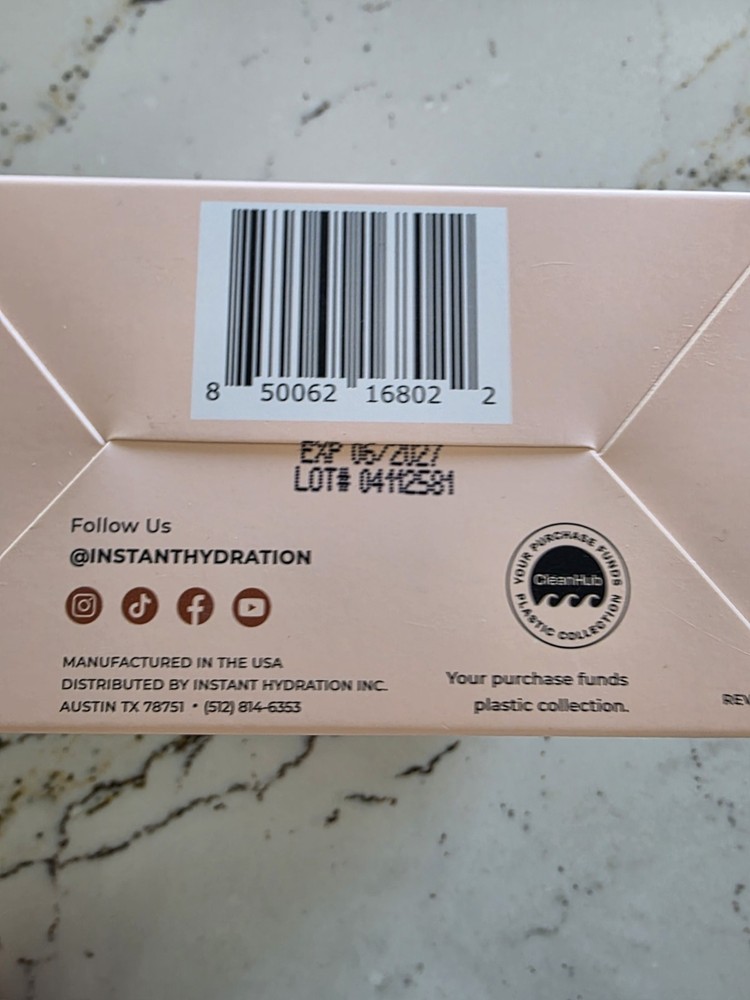 8 50062 16802 2
EXP 06/2027
LOT# 04112581
Follow Us
@INSTANTHYDRATION
YOUR PURCHASE FUNDS
CleanHub
PLASTIC COLLECTION
MANUFACTURED IN THE USA
DISTRIBUTED BY INSTANT HYDRATION INC.
AUSTIN TX 78751 • (512) 814-6353
Your purchase funds
plastic collection.
REV